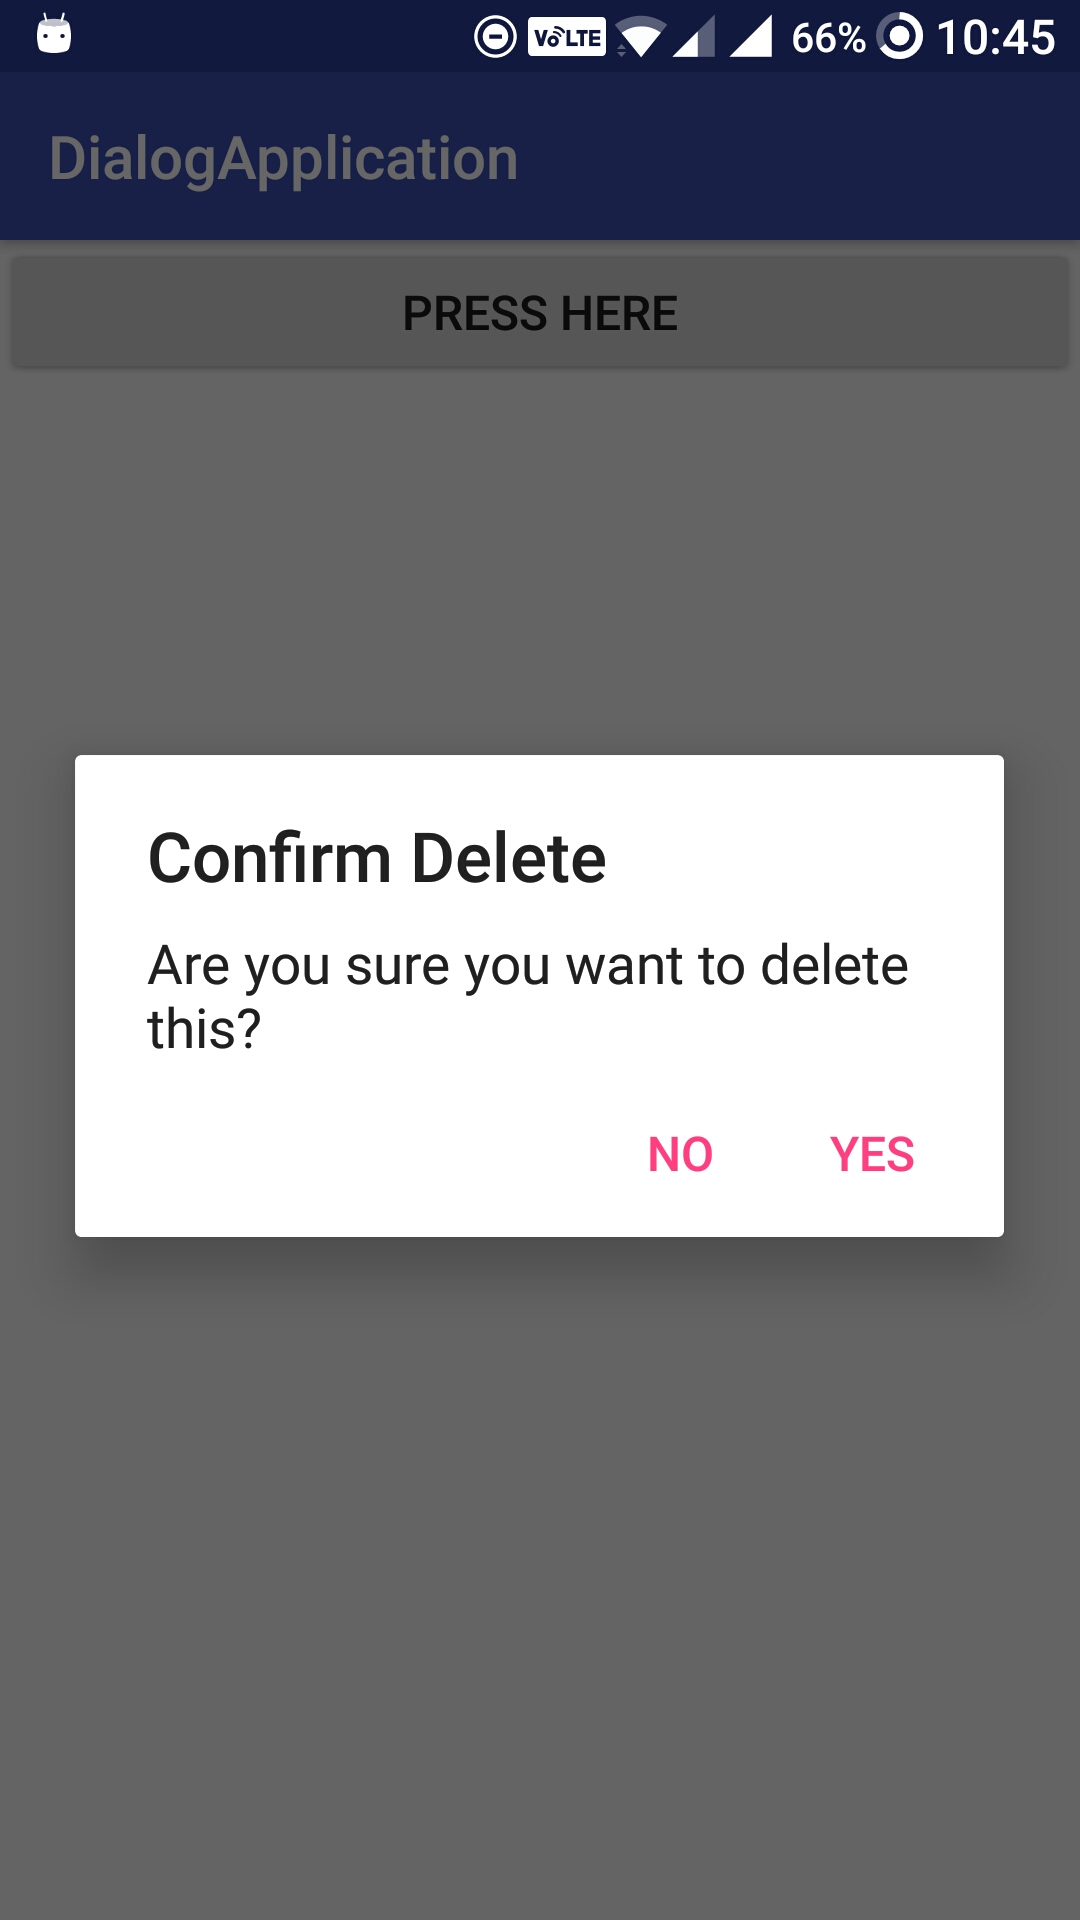 VoLTE 66% 10:45
DialogApplication
PRESS HERE
Confirm Delete
Are you sure you want to delete
this?
NO YES